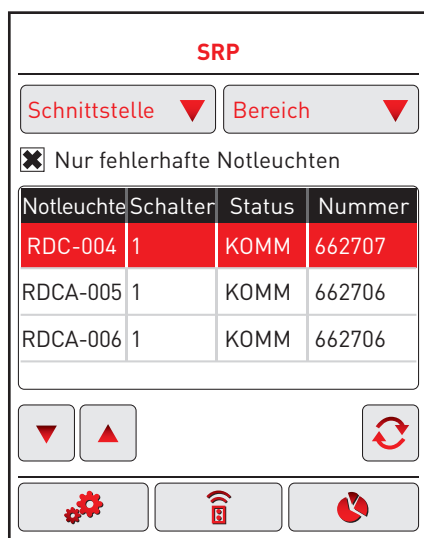 SRP
Schnittstelle Bereich
Nur fehlerhafte Notleuchten
Notleuchte Schalter Status Nummer
RDC-004 1 KOMM 662707
RDCA-005 1 KOMM 662706
RDCA-006 1 KOMM 662706